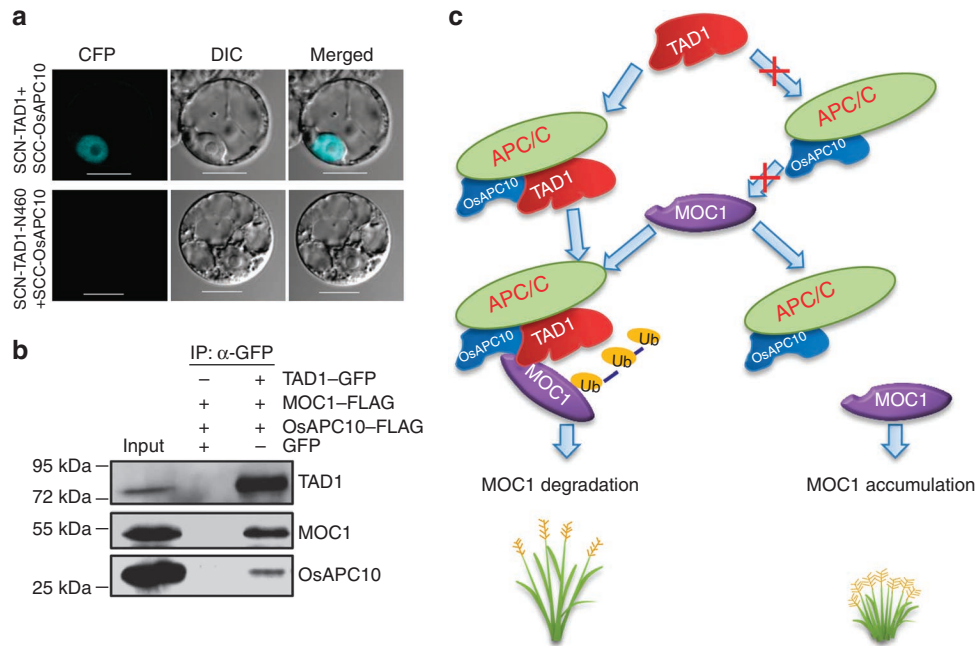 a
CFP DIC Merged
SCN-TAD1+
SCC-OsAPC10
SCN-TAD1-N460
+SCC-OsAPC10
b
IP: α-GFP
– + TAD1–GFP
+ + MOC1–FLAG
+ + OsAPC10–FLAG
Input + – GFP
95 kDa
72 kDa
TAD1
55 kDa
MOC1
OsAPC10
25 kDa
c
TAD1
APC/C
OsAPC10
TAD1
APC/C
OsAPC10
MOC1
APC/C
OsAPC10
TAD1
MOC1
Ub
Ub
Ub
APC/C
OsAPC10
MOC1
MOC1 degradation
MOC1 accumulation